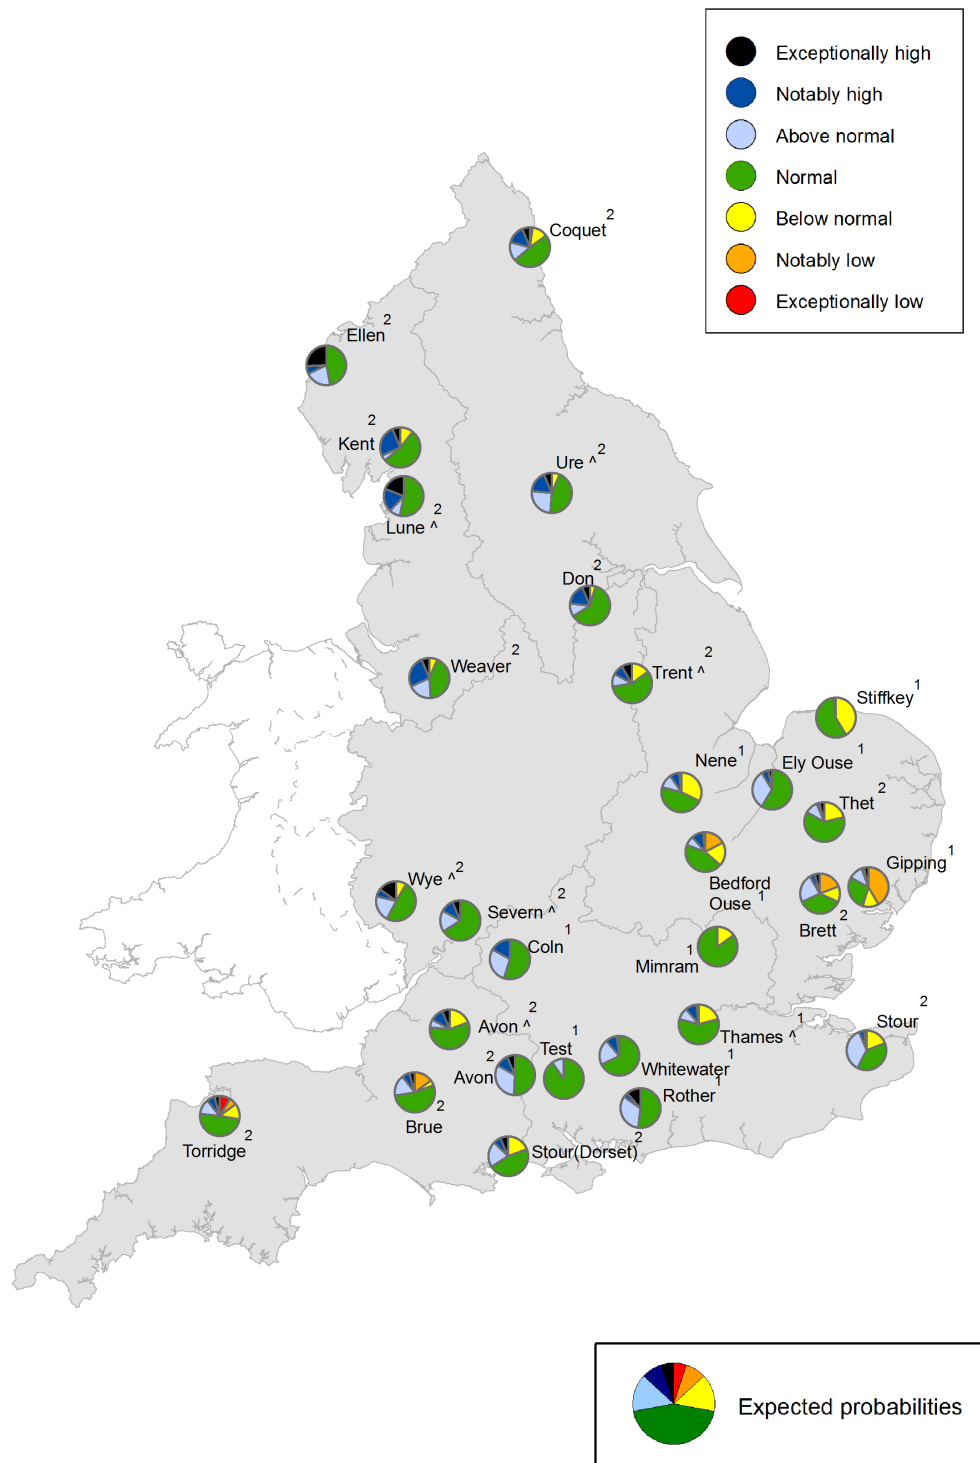 Exceptionally high
Notably high
Above normal
Normal
Below normal
Notably low
Exceptionally low
Coquet 2
Ellen 2
Kent 2
Ure ^ 2
Lune ^ 2
Don 2
Weaver 2
Trent ^ 2
Stiffkey 1
Nene 1
Ely Ouse 1
Thet 2
Gipping 1
Bedford
Ouse 1
Brett 2
Wye ^ 2
Severn ^ 2
Coln 1
Mimram 1
Avon ^ 2
Thames ^ 1
Stour 2
Test 1
Avon 2
Whitewater 1
Rother 1
Brue 2
Torridge 2
Stour(Dorset) 2
Expected probabilities